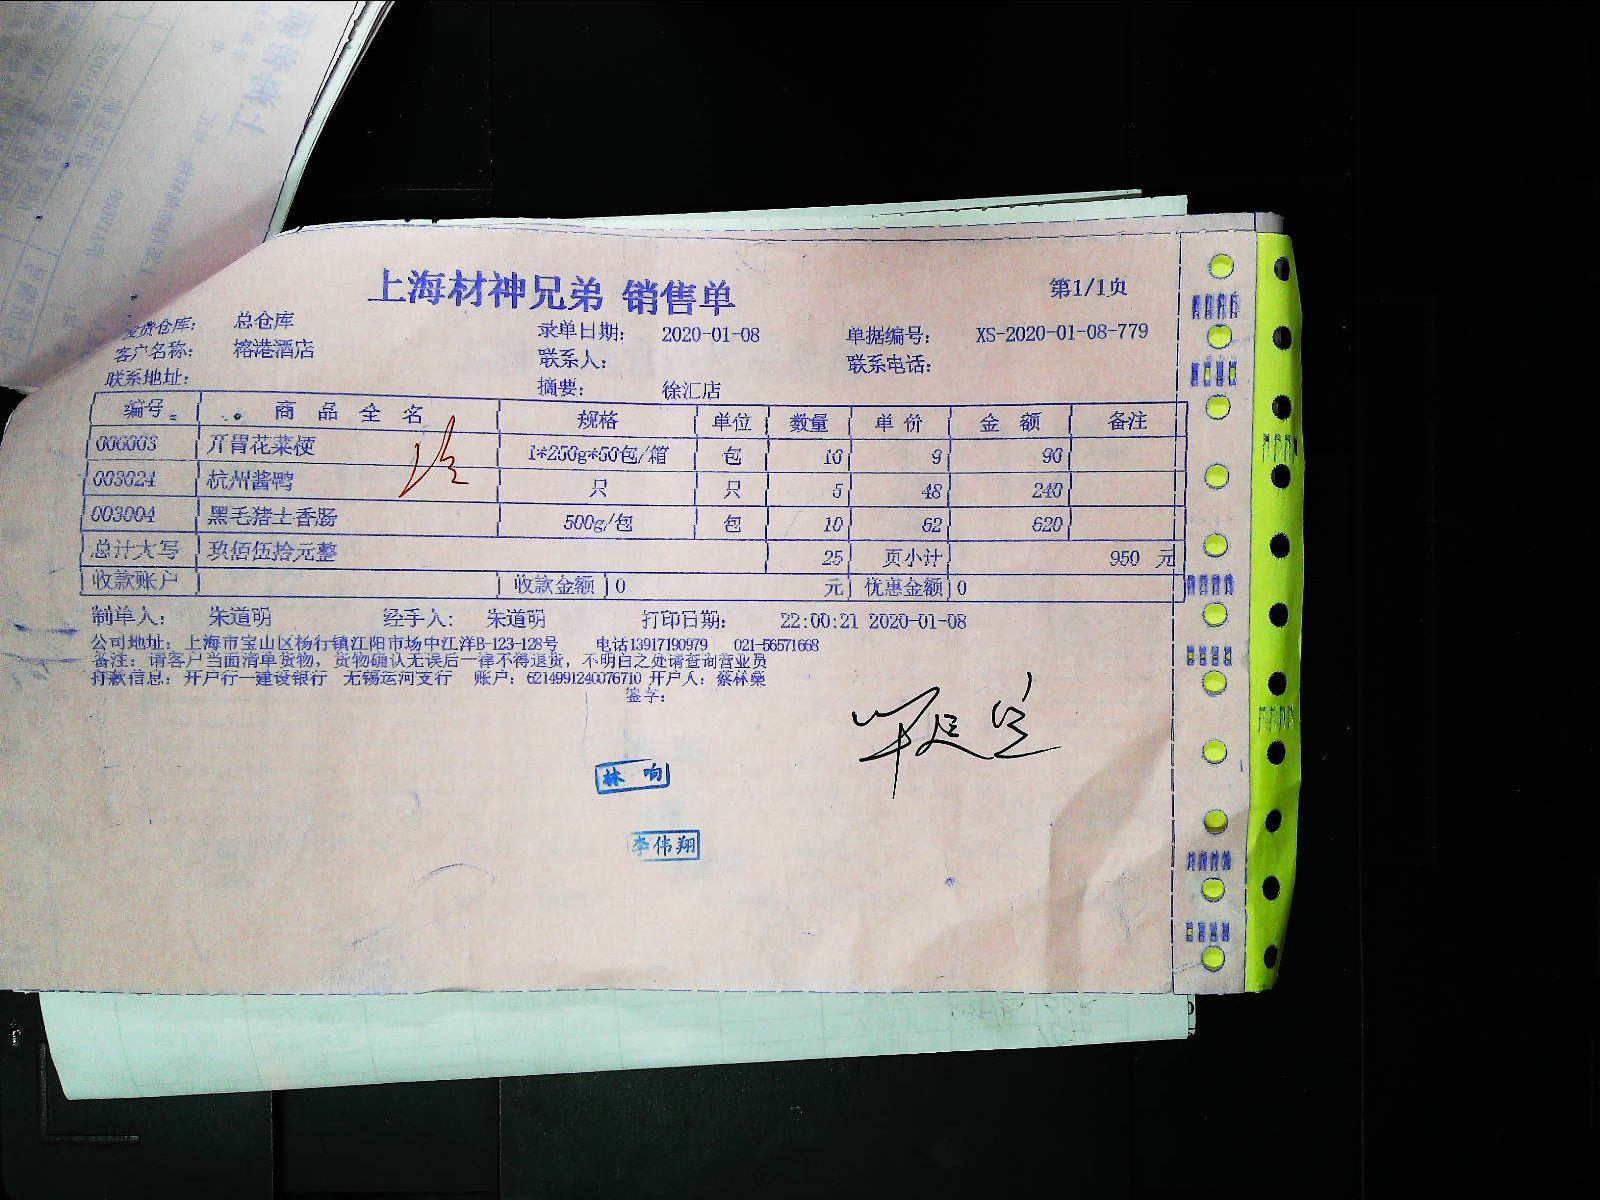 上海材神兄弟 销售单
第1/1页
发货仓库: 总仓库 录单日期: 2020-01-08 单据编号: XS-2020-01-08-779
客户名称: 榕港酒店 联系人: 联系电话:
联系地址: 摘要: 徐汇店
编号 商品全名 规格 单位 数量 单价 金额 备注
006003 开胃花菜梗 1*250g*50包/箱 包 10 9 90
003024 杭州酱鸭 只 只 5 48 240
003004 黑毛猪土香肠 500g/包 包 10 62 620
总计大写 玖佰伍拾元整 25 页小计 950 元
收款账户 收款金额 0 元 优惠金额 0
制单人: 朱道明 经手人: 朱道明 打印日期: 22:00:21 2020-01-08
公司地址: 上海市宝山区杨行镇江阳市场中江洋B-123-128号 电话13917190979 021-56571668
备注: 请客户当面清单货物, 货物确认无误后一律不得退货, 不明白之处请查询营业员
打款信息: 开户行一建设银行 无锡运河支行 账户: 6214991240076710 开户人: 蔡林燊
签字:
林响
李伟翔